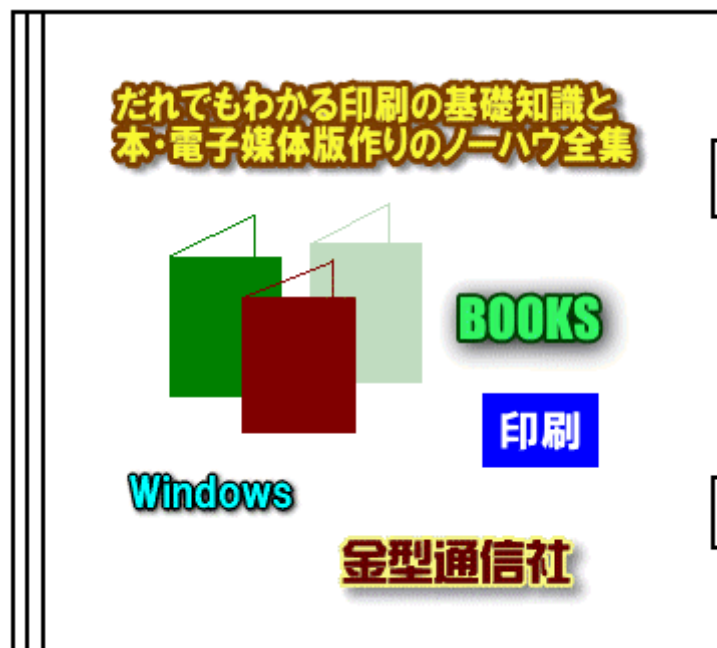 だれでもわかる印刷の基礎知識と
本・電子媒体版作りのノーハウ全集
BOOKS
印刷
Windows
金型通信社